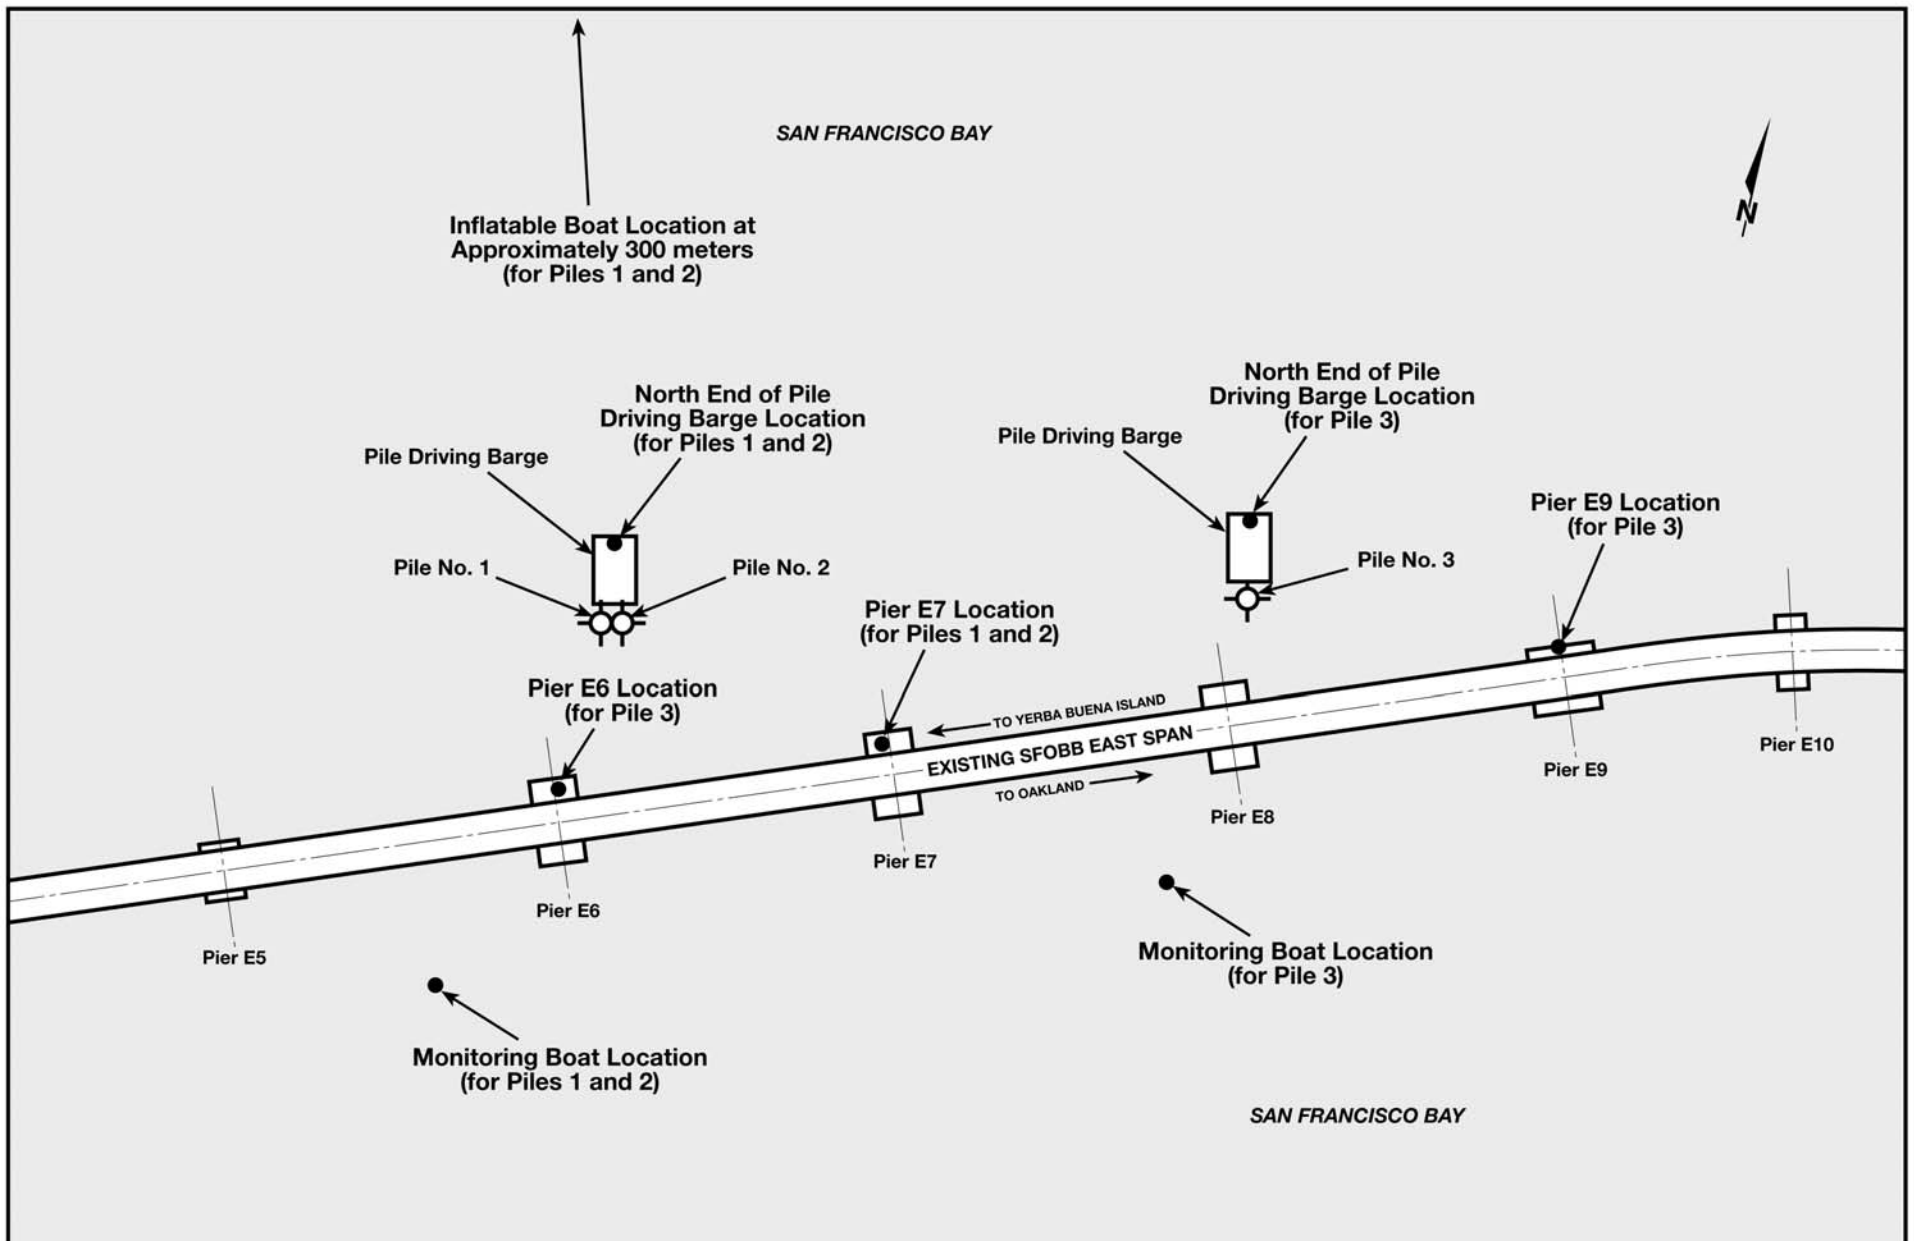 SAN FRANCISCO BAY
N
Inflatable Boat Location at
Approximately 300 meters
(for Piles 1 and 2)
North End of Pile
Driving Barge Location
(for Piles 1 and 2)
Pile Driving Barge
Pile No. 1
Pile No. 2
North End of Pile
Driving Barge Location
(for Pile 3)
Pile Driving Barge
Pile No. 3
Pier E9 Location
(for Pile 3)
Pier E7 Location
(for Piles 1 and 2)
Pier E6 Location
(for Pile 3)
TO YERBA BUENA ISLAND
EXISTING SFOBB EAST SPAN
TO OAKLAND
Pier E5
Pier E6
Pier E7
Pier E8
Pier E9
Pier E10
Monitoring Boat Location
(for Pile 3)
Monitoring Boat Location
(for Piles 1 and 2)
SAN FRANCISCO BAY